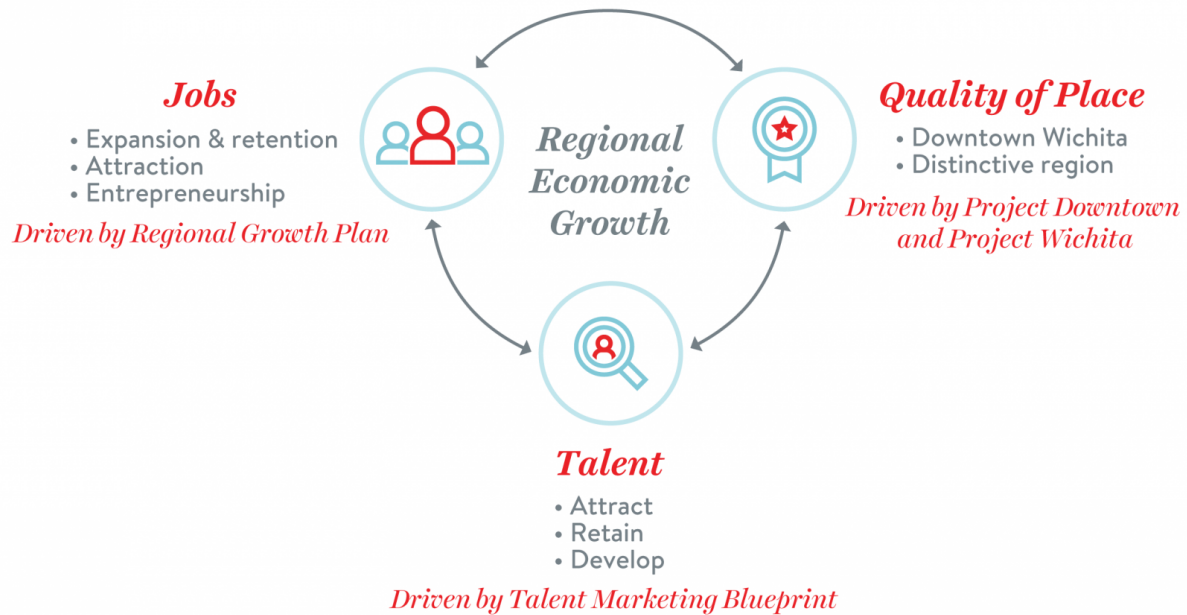 Jobs
• Expansion & retention
• Attraction
• Entrepreneurship
Driven by Regional Growth Plan
Regional
Economic
Growth
Quality of Place
• Downtown Wichita
• Distinctive region
Driven by Project Downtown
and Project Wichita
Talent
• Attract
• Retain
• Develop
Driven by Talent Marketing Blueprint